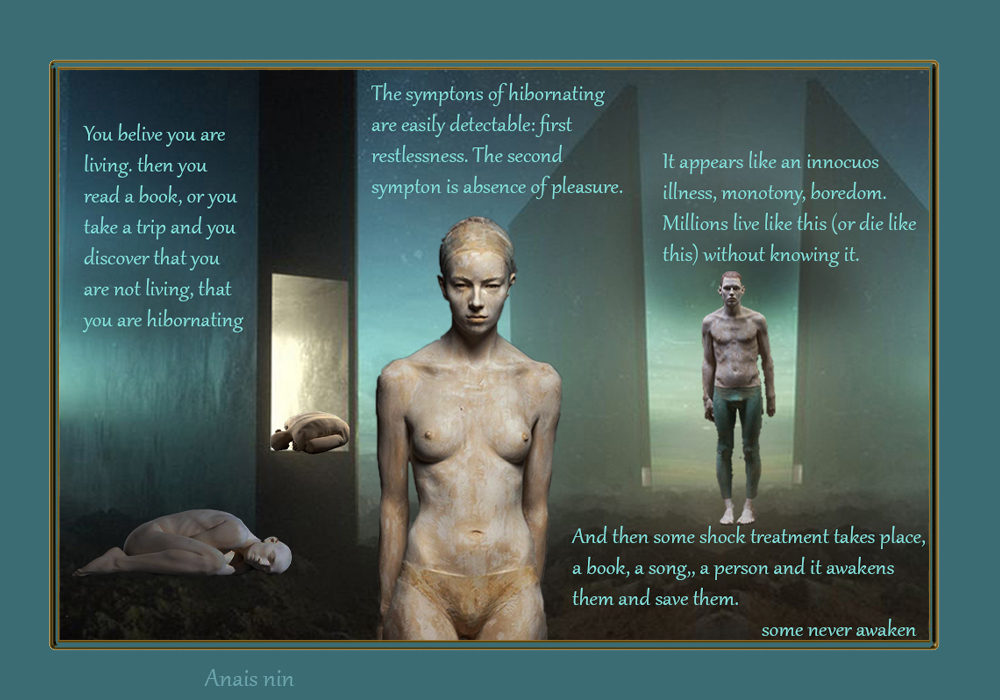 You belive you are
living. then you
read a book, or you
take a trip and you
discover that you
are not living, that
you are hibornating
The symptons of hibornating
are easily detectable: first
restlessness. The second
sympton is absence of pleasure.
It appears like an innocuos
illness, monotony, boredom.
Millions live like this (or die like
this) without knowing it.
And then some shock treatment takes place,
a book, a song,, a person and it awakens
them and save them.
some never awaken
Anais nin